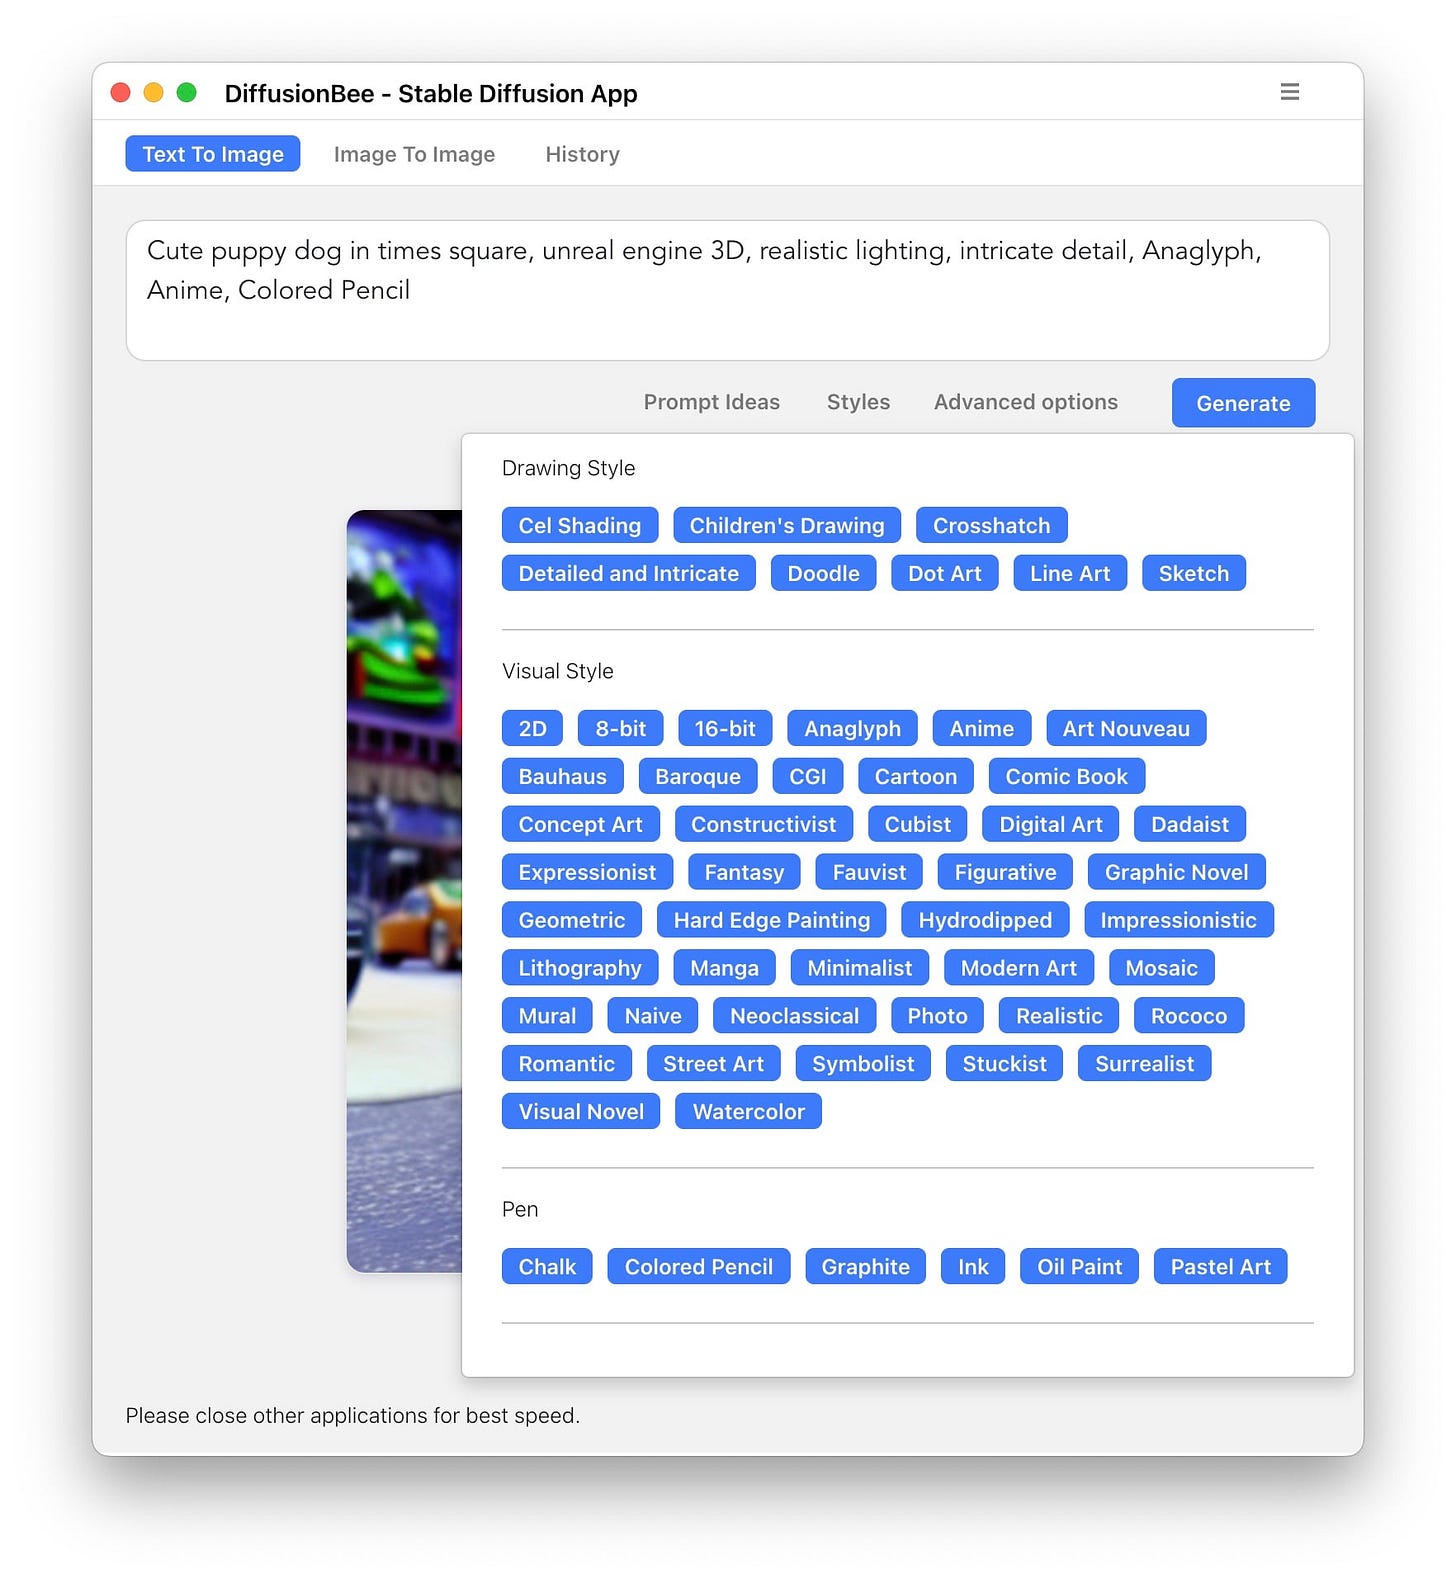 DiffusionBee - Stable Diffusion App
Text To Image Image To Image History
Cute puppy dog in times square, unreal engine 3D, realistic lighting, intricate detail, Anaglyph,
Anime, Colored Pencil
Prompt Ideas Styles Advanced options Generate
Drawing Style
Cel Shading Children's Drawing Crosshatch
Detailed and Intricate Doodle Dot Art Line Art Sketch
Visual Style
2D 8-bit 16-bit Anaglyph Anime Art Nouveau
Bauhaus Baroque CGI Cartoon Comic Book
Concept Art Constructivist Cubist Digital Art Dadaist
Expressionist Fantasy Fauvist Figurative Graphic Novel
Geometric Hard Edge Painting Hydrodipped Impressionistic
Lithography Manga Minimalist Modern Art Mosaic
Mural Naive Neoclassical Photo Realistic Rococo
Romantic Street Art Symbolist Stuckist Surrealist
Visual Novel Watercolor
Pen
Chalk Colored Pencil Graphite Ink Oil Paint Pastel Art
Please close other applications for best speed.